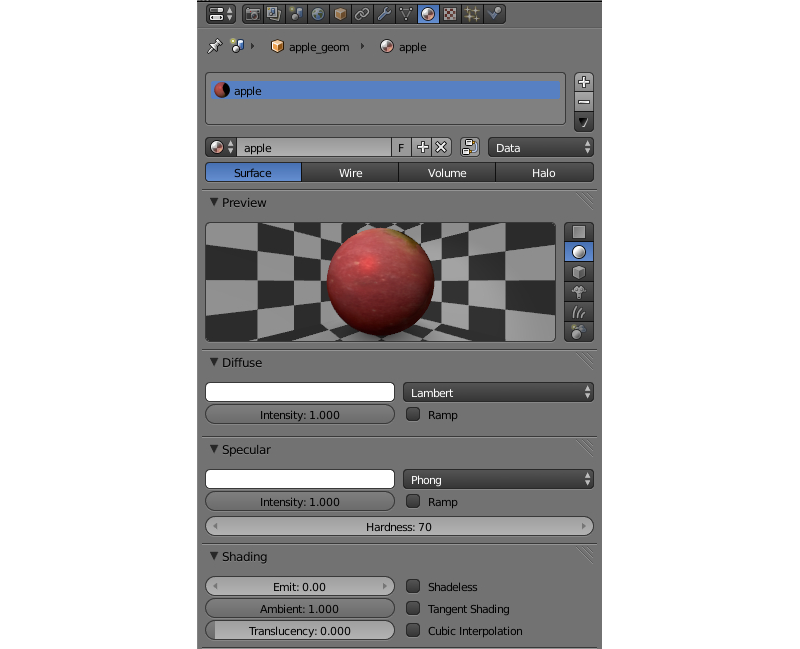 apple_geom apple
apple
apple F Data
Surface Wire Volume Halo
Preview
Diffuse
Lambert
Intensity: 1.000 Ramp
Specular
Phong
Intensity: 1.000 Ramp
Hardness: 70
Shading
Emit: 0.00 Shadeless
Ambient: 1.000 Tangent Shading
Translucency: 0.000 Cubic Interpolation